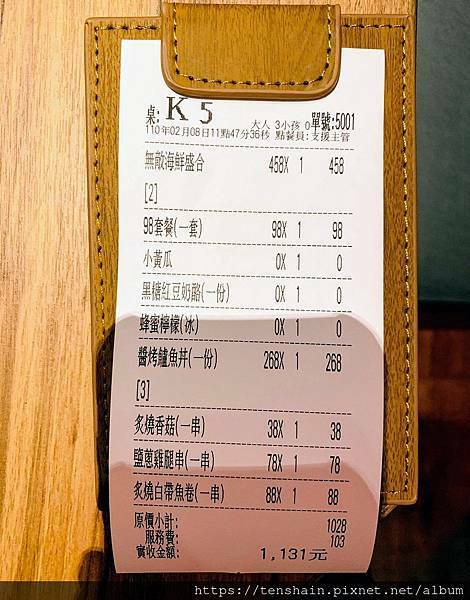 桌: K 5 大人 3小孩 0 單號:5001
110年02月08日11點47分36秒 點餐員:支援主管
無敵海鮮盛合 458X 1 458
[2]
98套餐(一套) 98X 1 98
小黃瓜 0X 1 0
黑糖紅豆奶酪(一份) 0X 1 0
蜂蜜檸檬(冰) 0X 1 0
醬烤鱸魚丼(一份) 268X 1 268
[3]
炙燒香菇(一串) 38X 1 38
鹽蔥雞腿串(一串) 78X 1 78
炙燒白帶魚卷(一串) 88X 1 88
原價小計: 1028
服務費: 103
實收金額: 1,131元
https://tenshain.pixnet.net/album